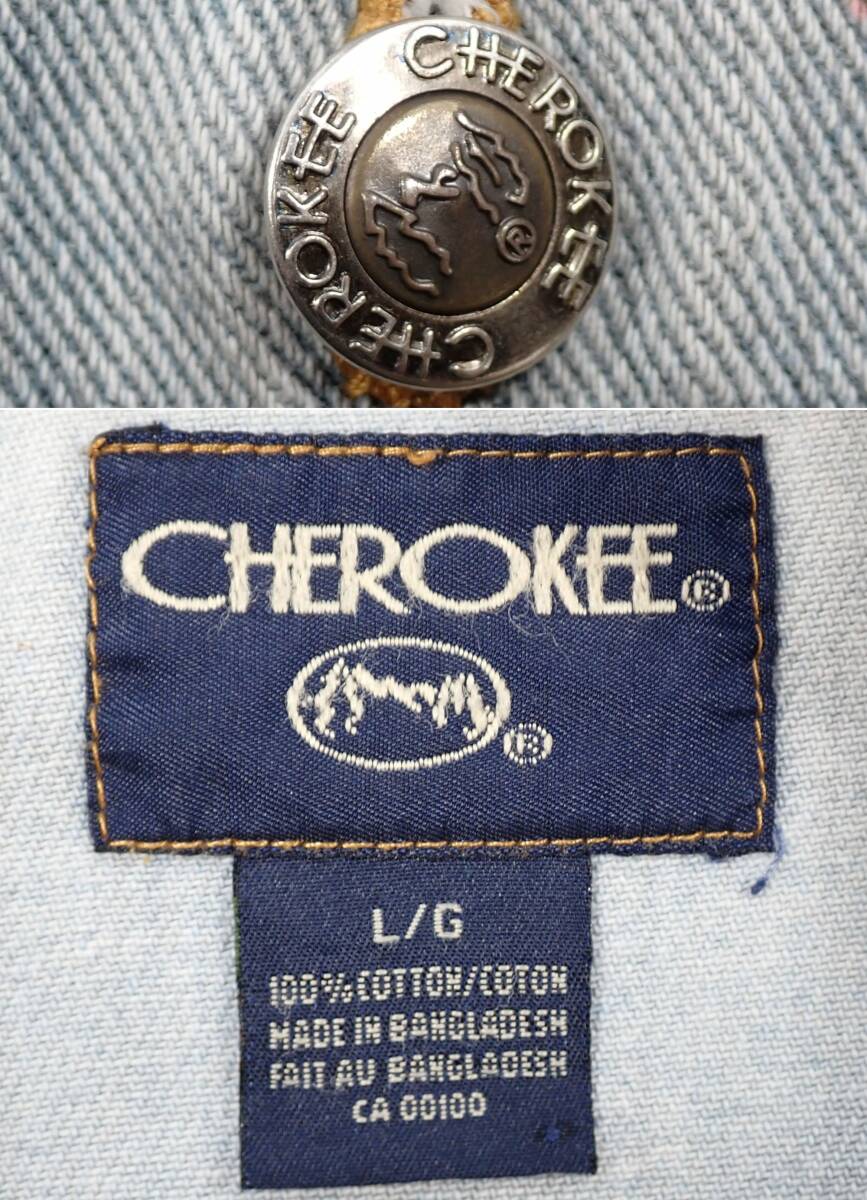 CHEROKEE
CHEROKEE
®
CHEROKEE®
®
L/G
100% COTTON/COTON
MADE IN BANGLADESH
FAIT AU BANGLADESH
CA 00100